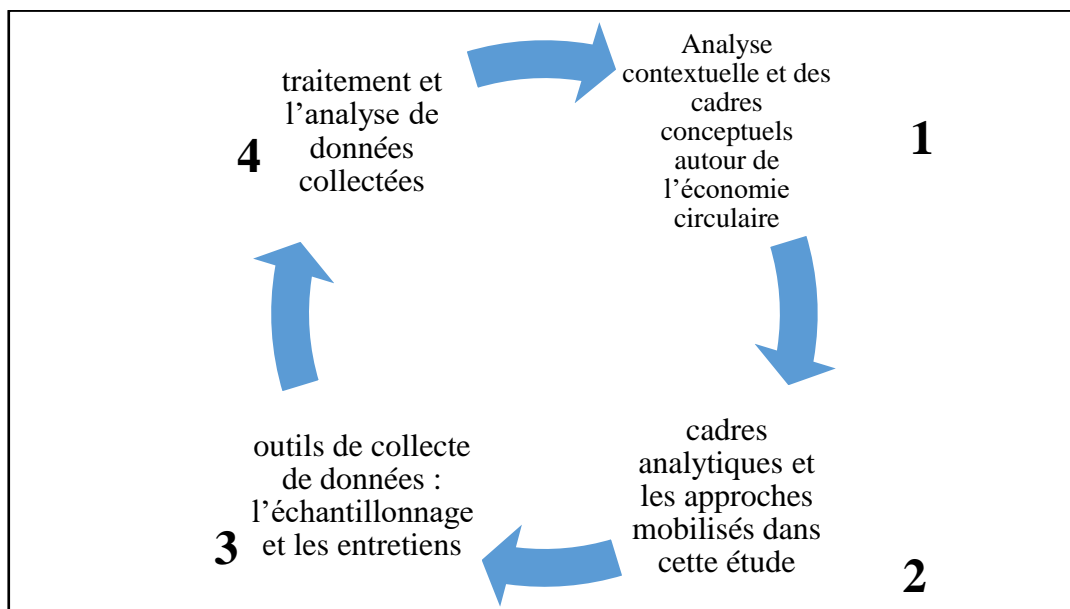 Analyse
contextuelle et des
cadres
conceptuels
autour de
l'économie
circulaire
1
cadres
analytiques et
les approches
mobilisés dans
cette étude
2
outils de collecte
de données :
l'échantillonnage
et les entretiens
3
traitement et
l'analyse de
données
collectées
4